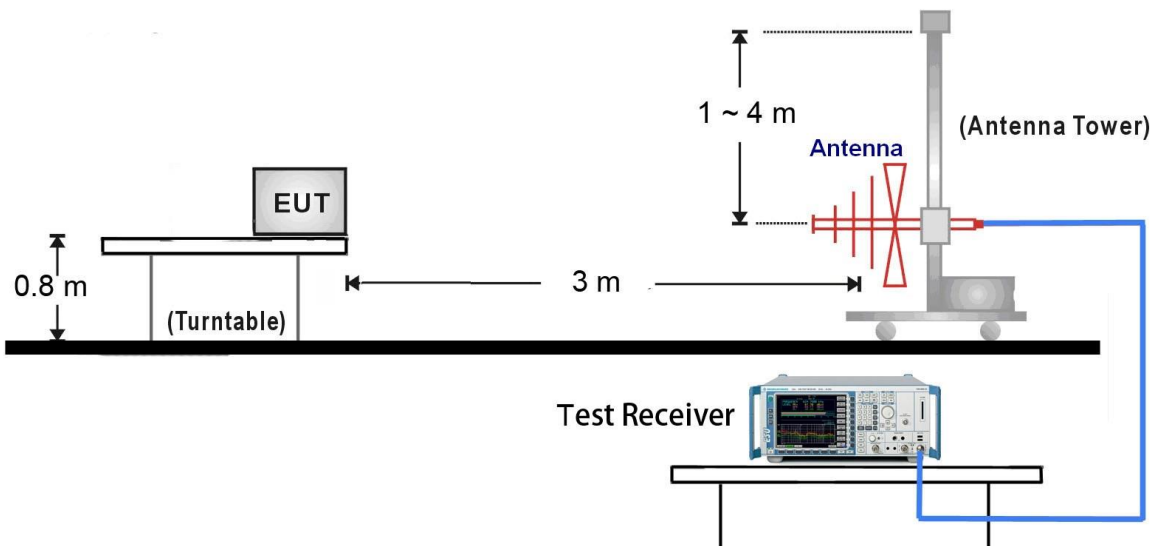 1 ~ 4 m
(Antenna Tower)
Antenna
EUT
0.8 m
3 m
(Turntable)
Test Receiver